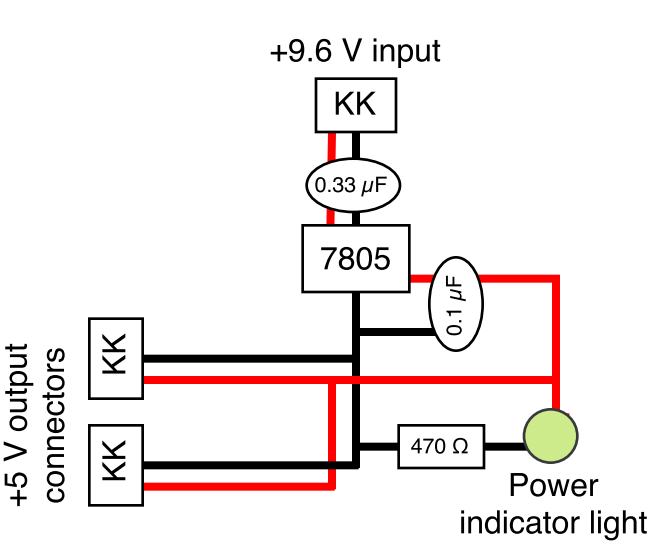 +9.6 V input
KK
0.33 µF
7805
0.1 µF
KK
+5 V output
connectors
KK
470 Ω
Power
indicator light